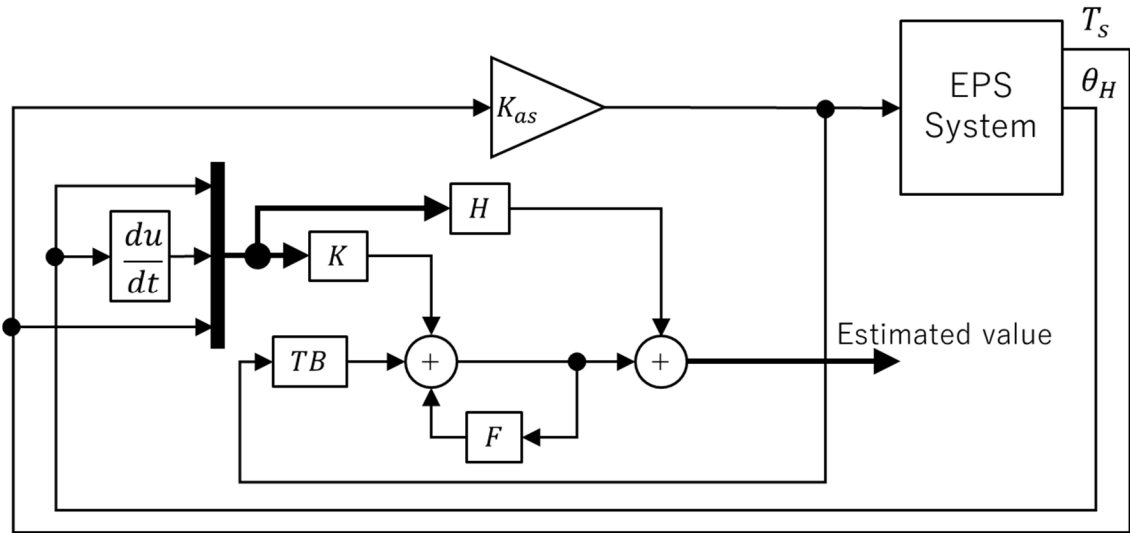 T_s
EPS
System
θ_H
K_as
H
du
dt
K
Estimated value
TB
+
+
F